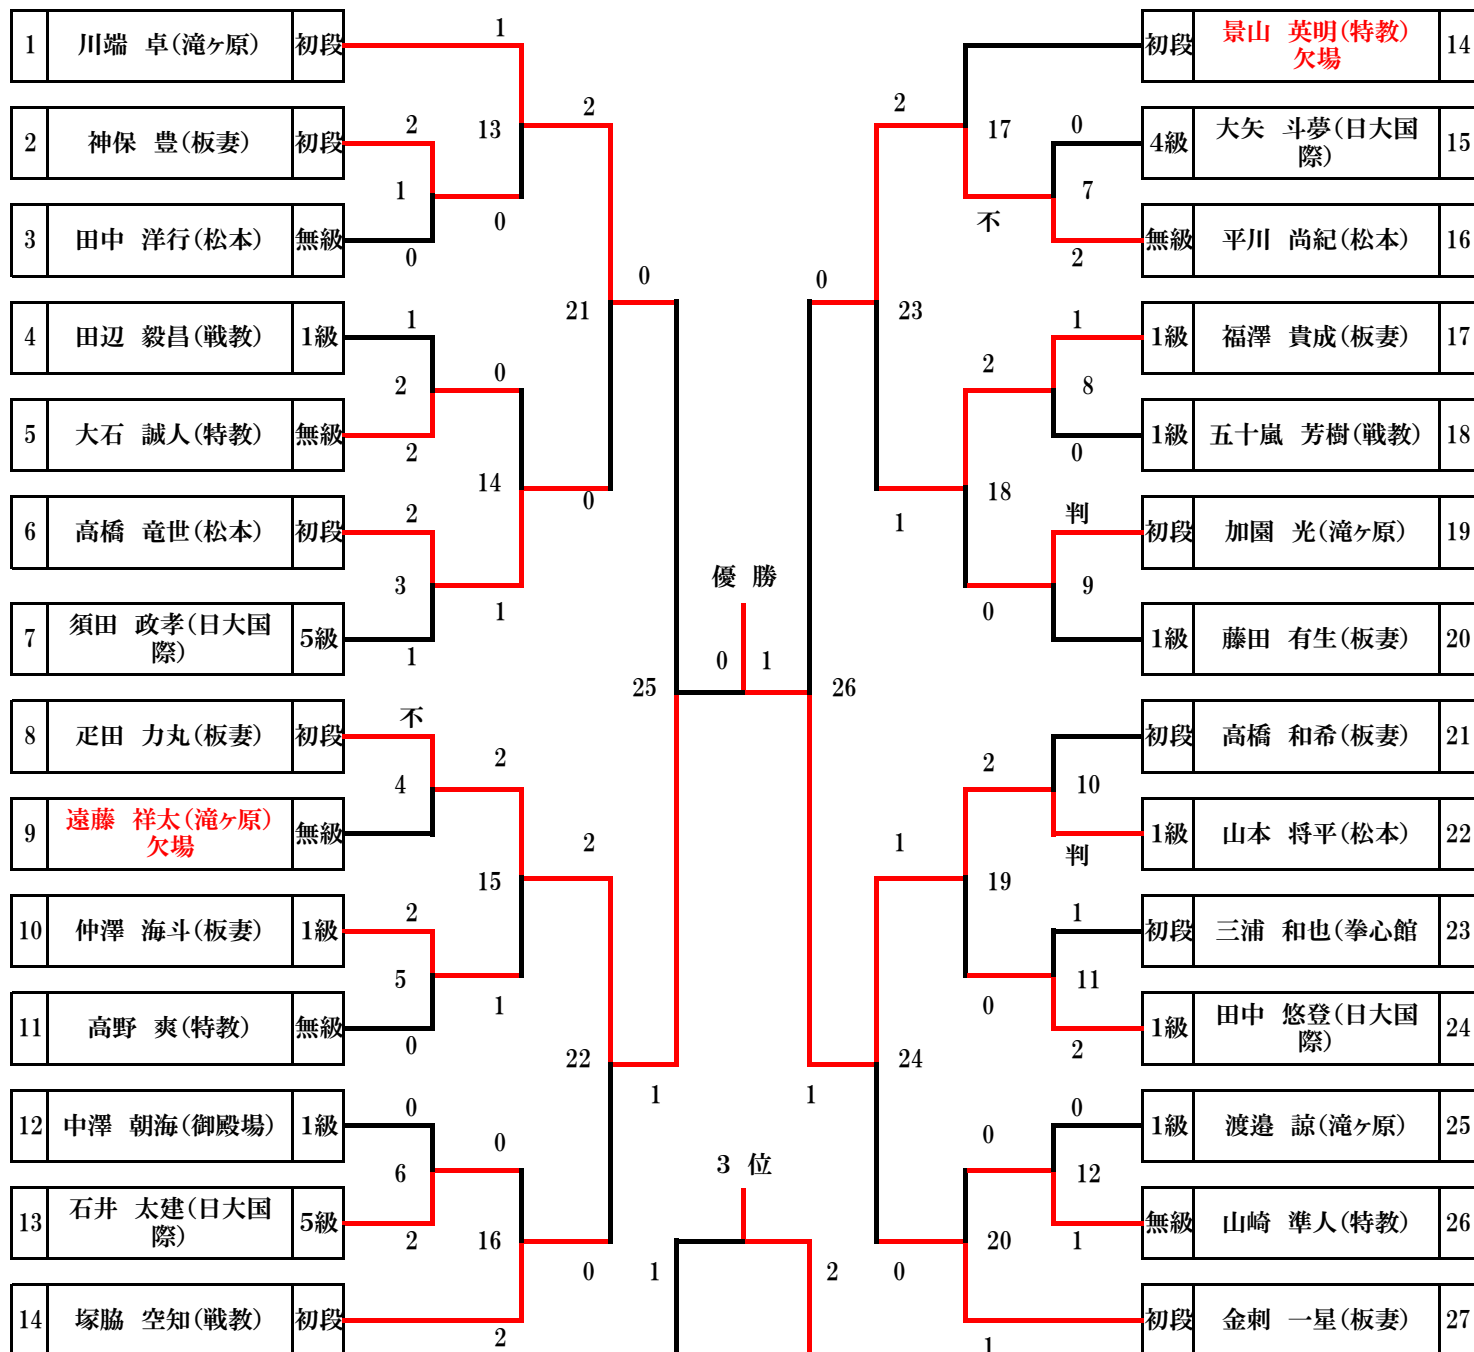 1 川端 卓(滝ヶ原) 初段
2 神保 豊(板妻) 初段
3 田中 洋行(松本) 無級
4 田辺 毅昌(戦教) 1級
5 大石 誠人(特教) 無級
6 高橋 竜世(松本) 初段
7 須田 政孝(日大国
際) 5級
8 疋田 力丸(板妻) 初段
9 遠藤 祥太(滝ヶ原)
欠場 無級
10 仲澤 海斗(板妻) 1級
11 高野 爽(特教) 無級
12 中澤 朝海(御殿場) 1級
13 石井 太建(日大国
際) 5級
14 塚脇 空知(戦教) 初段
1
2
13
2
1
0
0
1
21
0
2
14
2
0
2
3
1
1
不
2
4
2
15
2
5
1
0
22
1
0
0
6
2
16
0
2
0
25
優 勝
0 1
26
3 位
1
2
0
2
17
0
7
不
2
23
1
2
8
0
18
1
判
9
0
2
10
1
判
19
1
11
0
2
24
1
0
0
12
1
20
0
1
初段 景山 英明(特教)
欠場 14
4級 大矢 斗夢(日大国
際) 15
無級 平川 尚紀(松本) 16
1級 福澤 貴成(板妻) 17
1級 五十嵐 芳樹(戦教) 18
初段 加園 光(滝ヶ原) 19
1級 藤田 有生(板妻) 20
初段 高橋 和希(板妻) 21
1級 山本 将平(松本) 22
初段 三浦 和也(拳心館 23
1級 田中 悠登(日大国
際) 24
1級 渡邉 諒(滝ヶ原) 25
無級 山崎 準人(特教) 26
初段 金刺 一星(板妻) 27